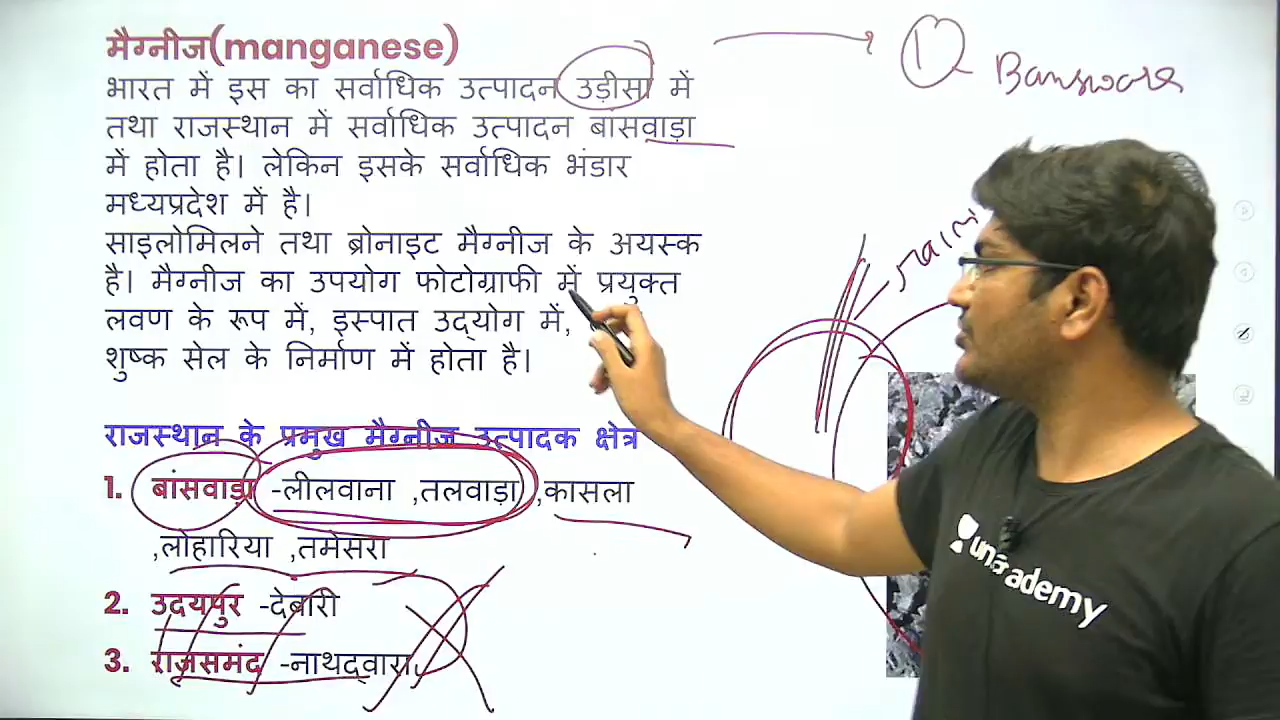 मैग्नीज(manganese)
भारत में इस का सर्वाधिक उत्पादन उड़ीसा में
तथा राजस्थान में सर्वाधिक उत्पादन बांसवाड़ा
में होता है। लेकिन इसके सर्वाधिक भंडार
मध्यप्रदेश में है।
साइलोमिलने तथा ब्रोनाइट मैग्नीज के अयस्क
है। मैग्नीज का उपयोग फोटोग्राफी में प्रयुक्त
लवण के रूप में, इस्पात उद्योग में,
शुष्क सेल के निर्माण में होता है।
राजस्थान के प्रमुख मैग्नीज उत्पादक क्षेत्र
1. बांसवाडा -लीलवाना ,तलवाड़ा ,कासला
,लोहारिया ,तमेसरा
2. उदयपुर -देबारी
3. राजसमंद -नाथद्वारा
1 Banswara
unacademy